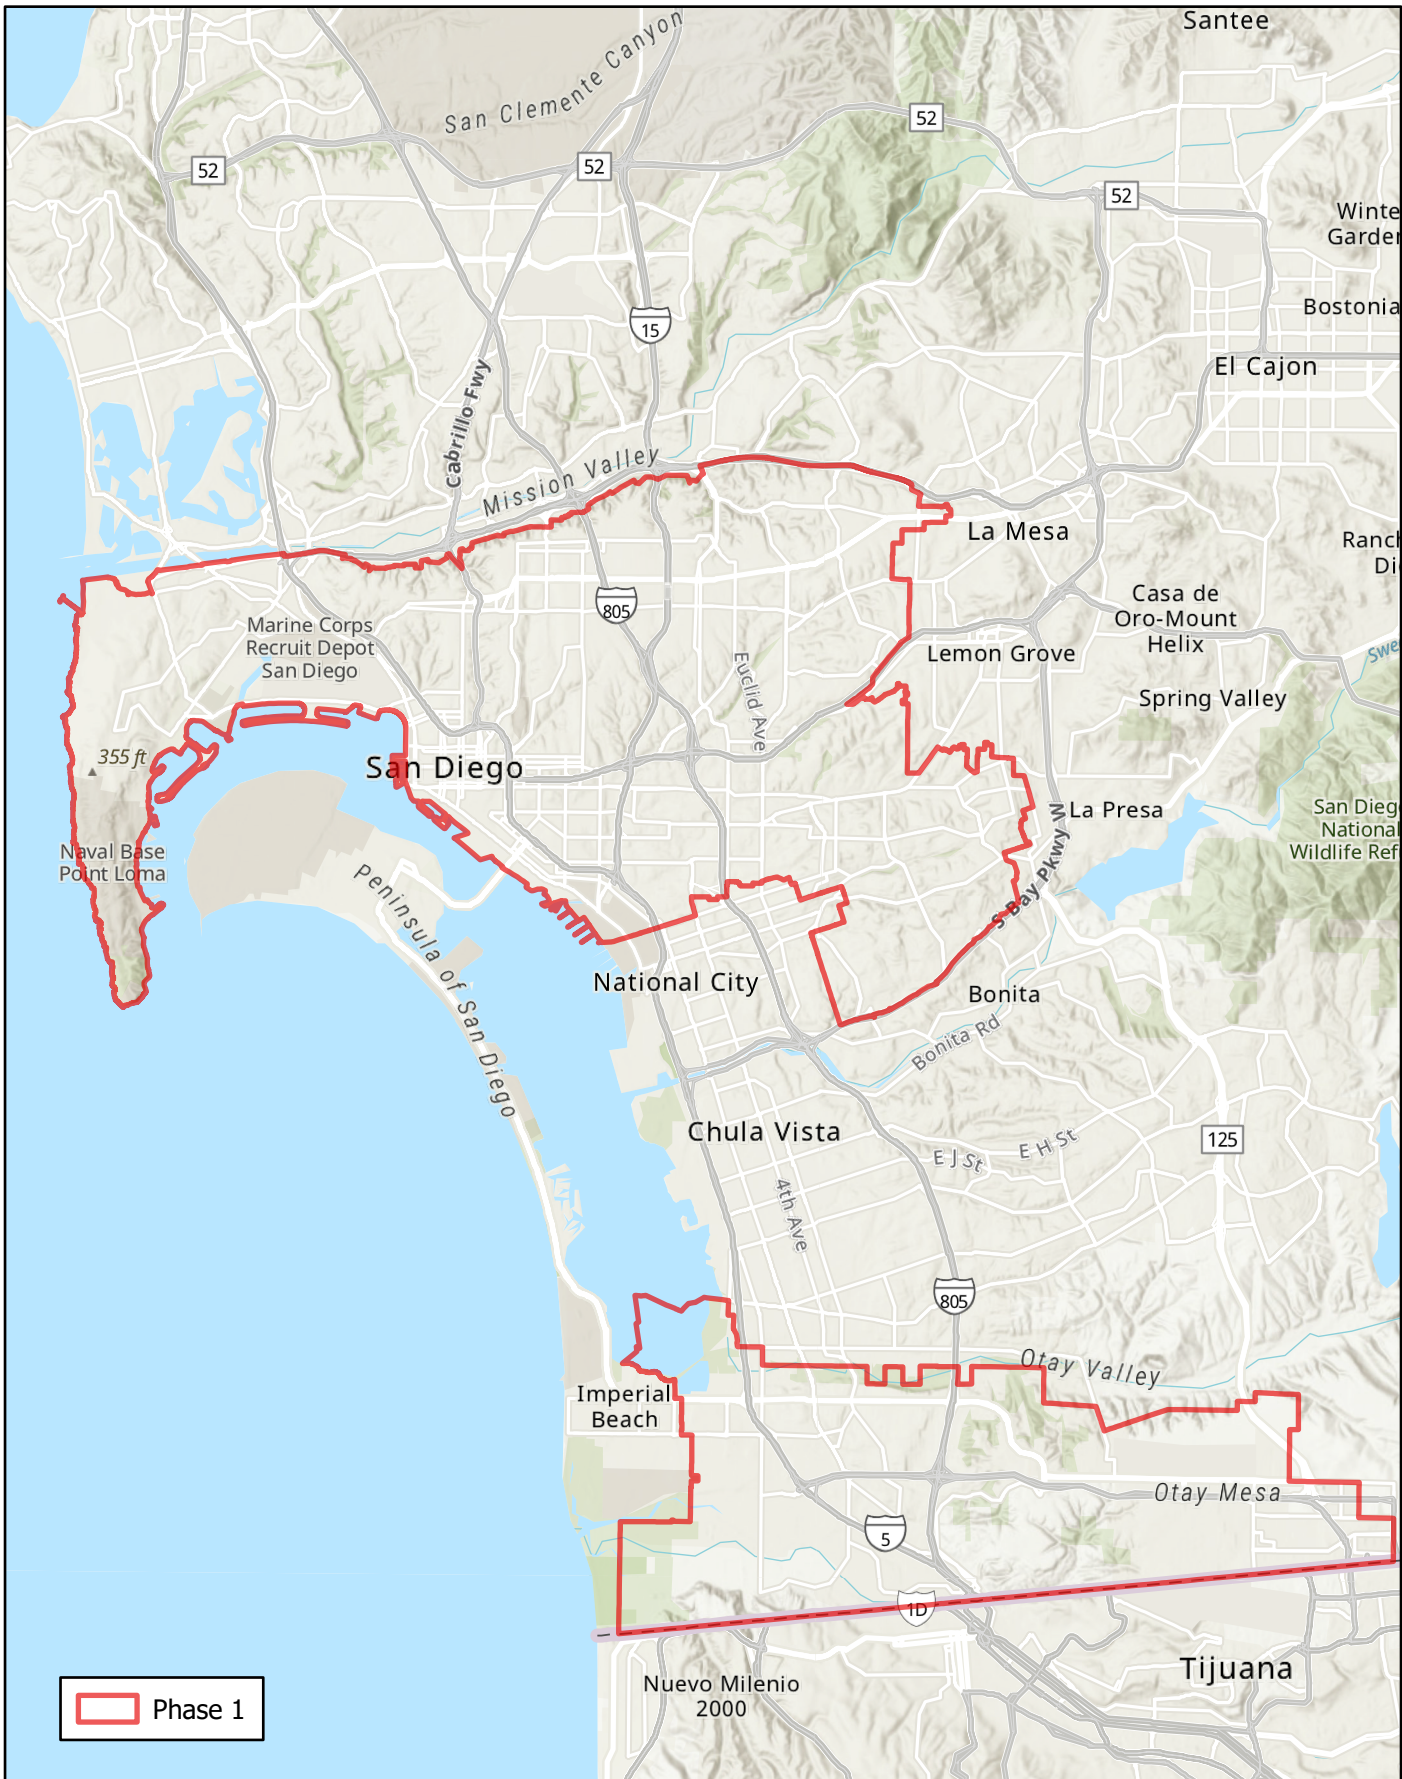 Santee
San Clemente Canyon
52
52
52
52
Winte
Garder
Bostonia
15
El Cajon
Cabrillo Fwy
Mission Valley
La Mesa
Ranch
Di
805
Casa de
Oro-Mount
Helix
Marine Corps
Recruit Depot
San Diego
Lemon Grove
Swe
Euclid Ave
Spring Valley
355 ft
San Diego
La Presa
San Dieg
National
Wildlife Ref
Naval Base
Point Loma
S Bay Pkwy W
Peninsula of San Diego
National City
Bonita
Bonita Rd
Chula Vista
125
E J St
E H St
4th Ave
805
Otay Valley
Imperial
Beach
Otay Mesa
5
1D
Tijuana
Nuevo Milenio
2000
Phase 1